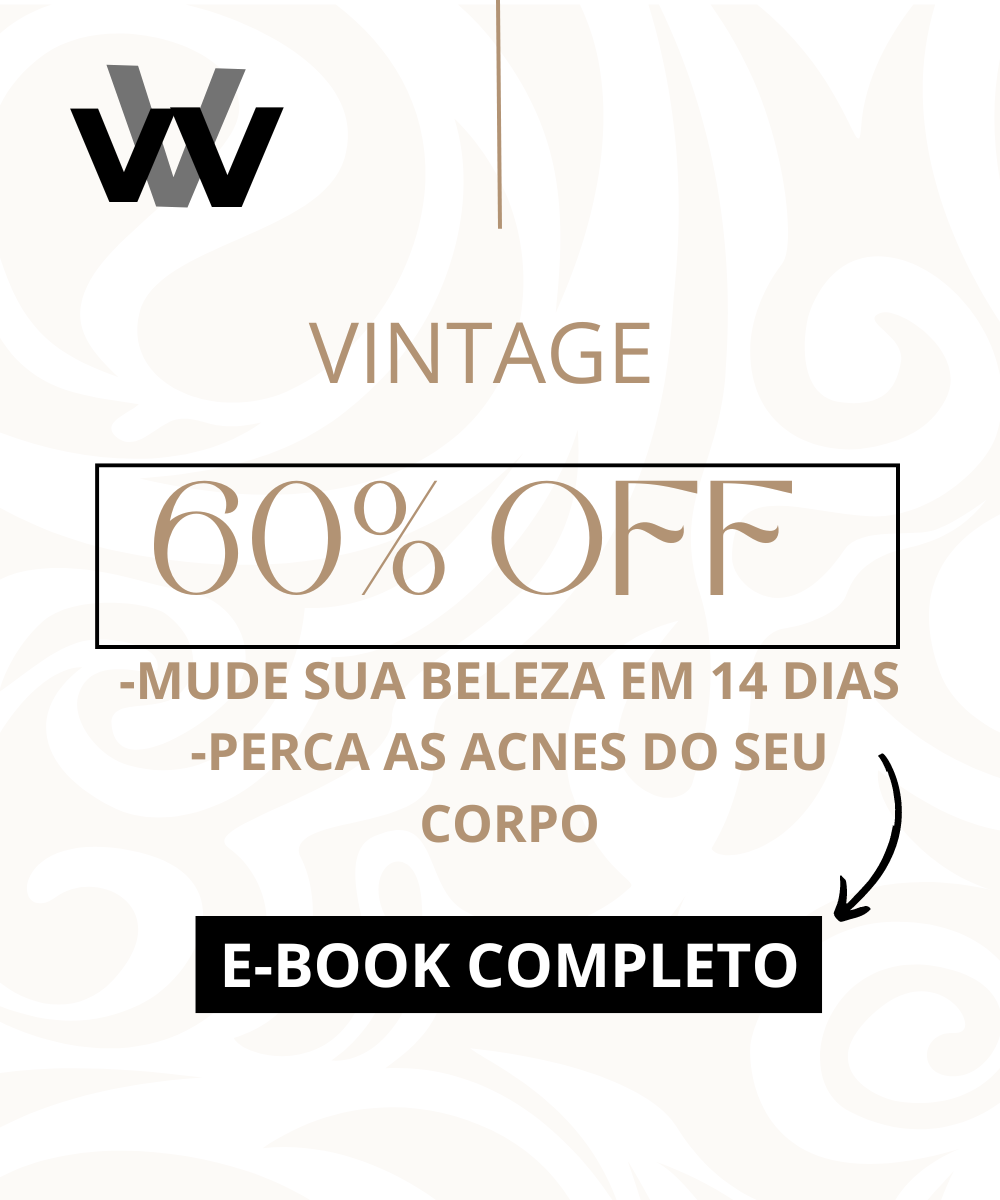 VINTAGE
60% OFF
-MUDE SUA BELEZA EM 14 DIAS
-PERCA AS ACNES DO SEU
CORPO
E-BOOK COMPLETO